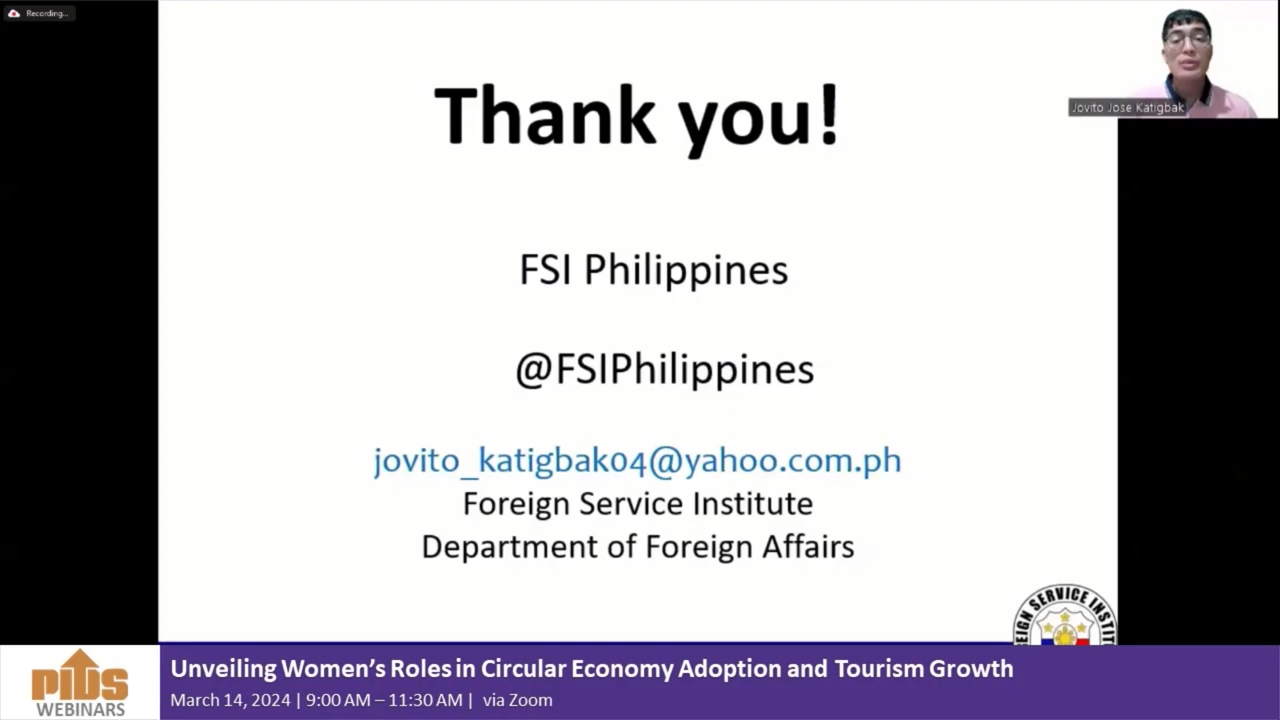 Recording...
Jovito Jose Katigbak
Thank you!
FSI Philippines
@FSIPhilippines
jovito_katigbak04@yahoo.com.ph
Foreign Service Institute
Department of Foreign Affairs
SERVICE
pids
WEBINARS
Unveiling Women’s Roles in Circular Economy Adoption and Tourism Growth
March 14, 2024 | 9:00 AM – 11:30 AM | via Zoom